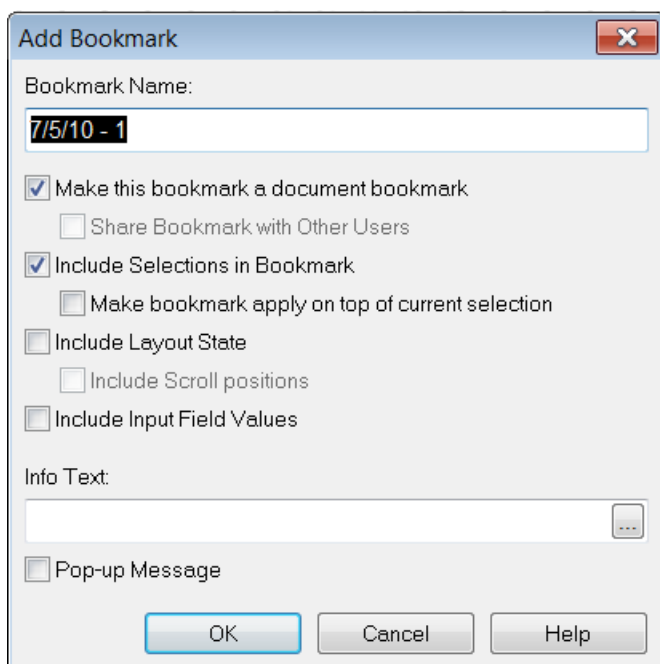 Add Bookmark
Bookmark Name:
7/5/10 - 1
Make this bookmark a document bookmark
Share Bookmark with Other Users
Include Selections in Bookmark
Make bookmark apply on top of current selection
Include Layout State
Include Scroll positions
Include Input Field Values
Info Text:
...
Pop-up Message
OK Cancel Help